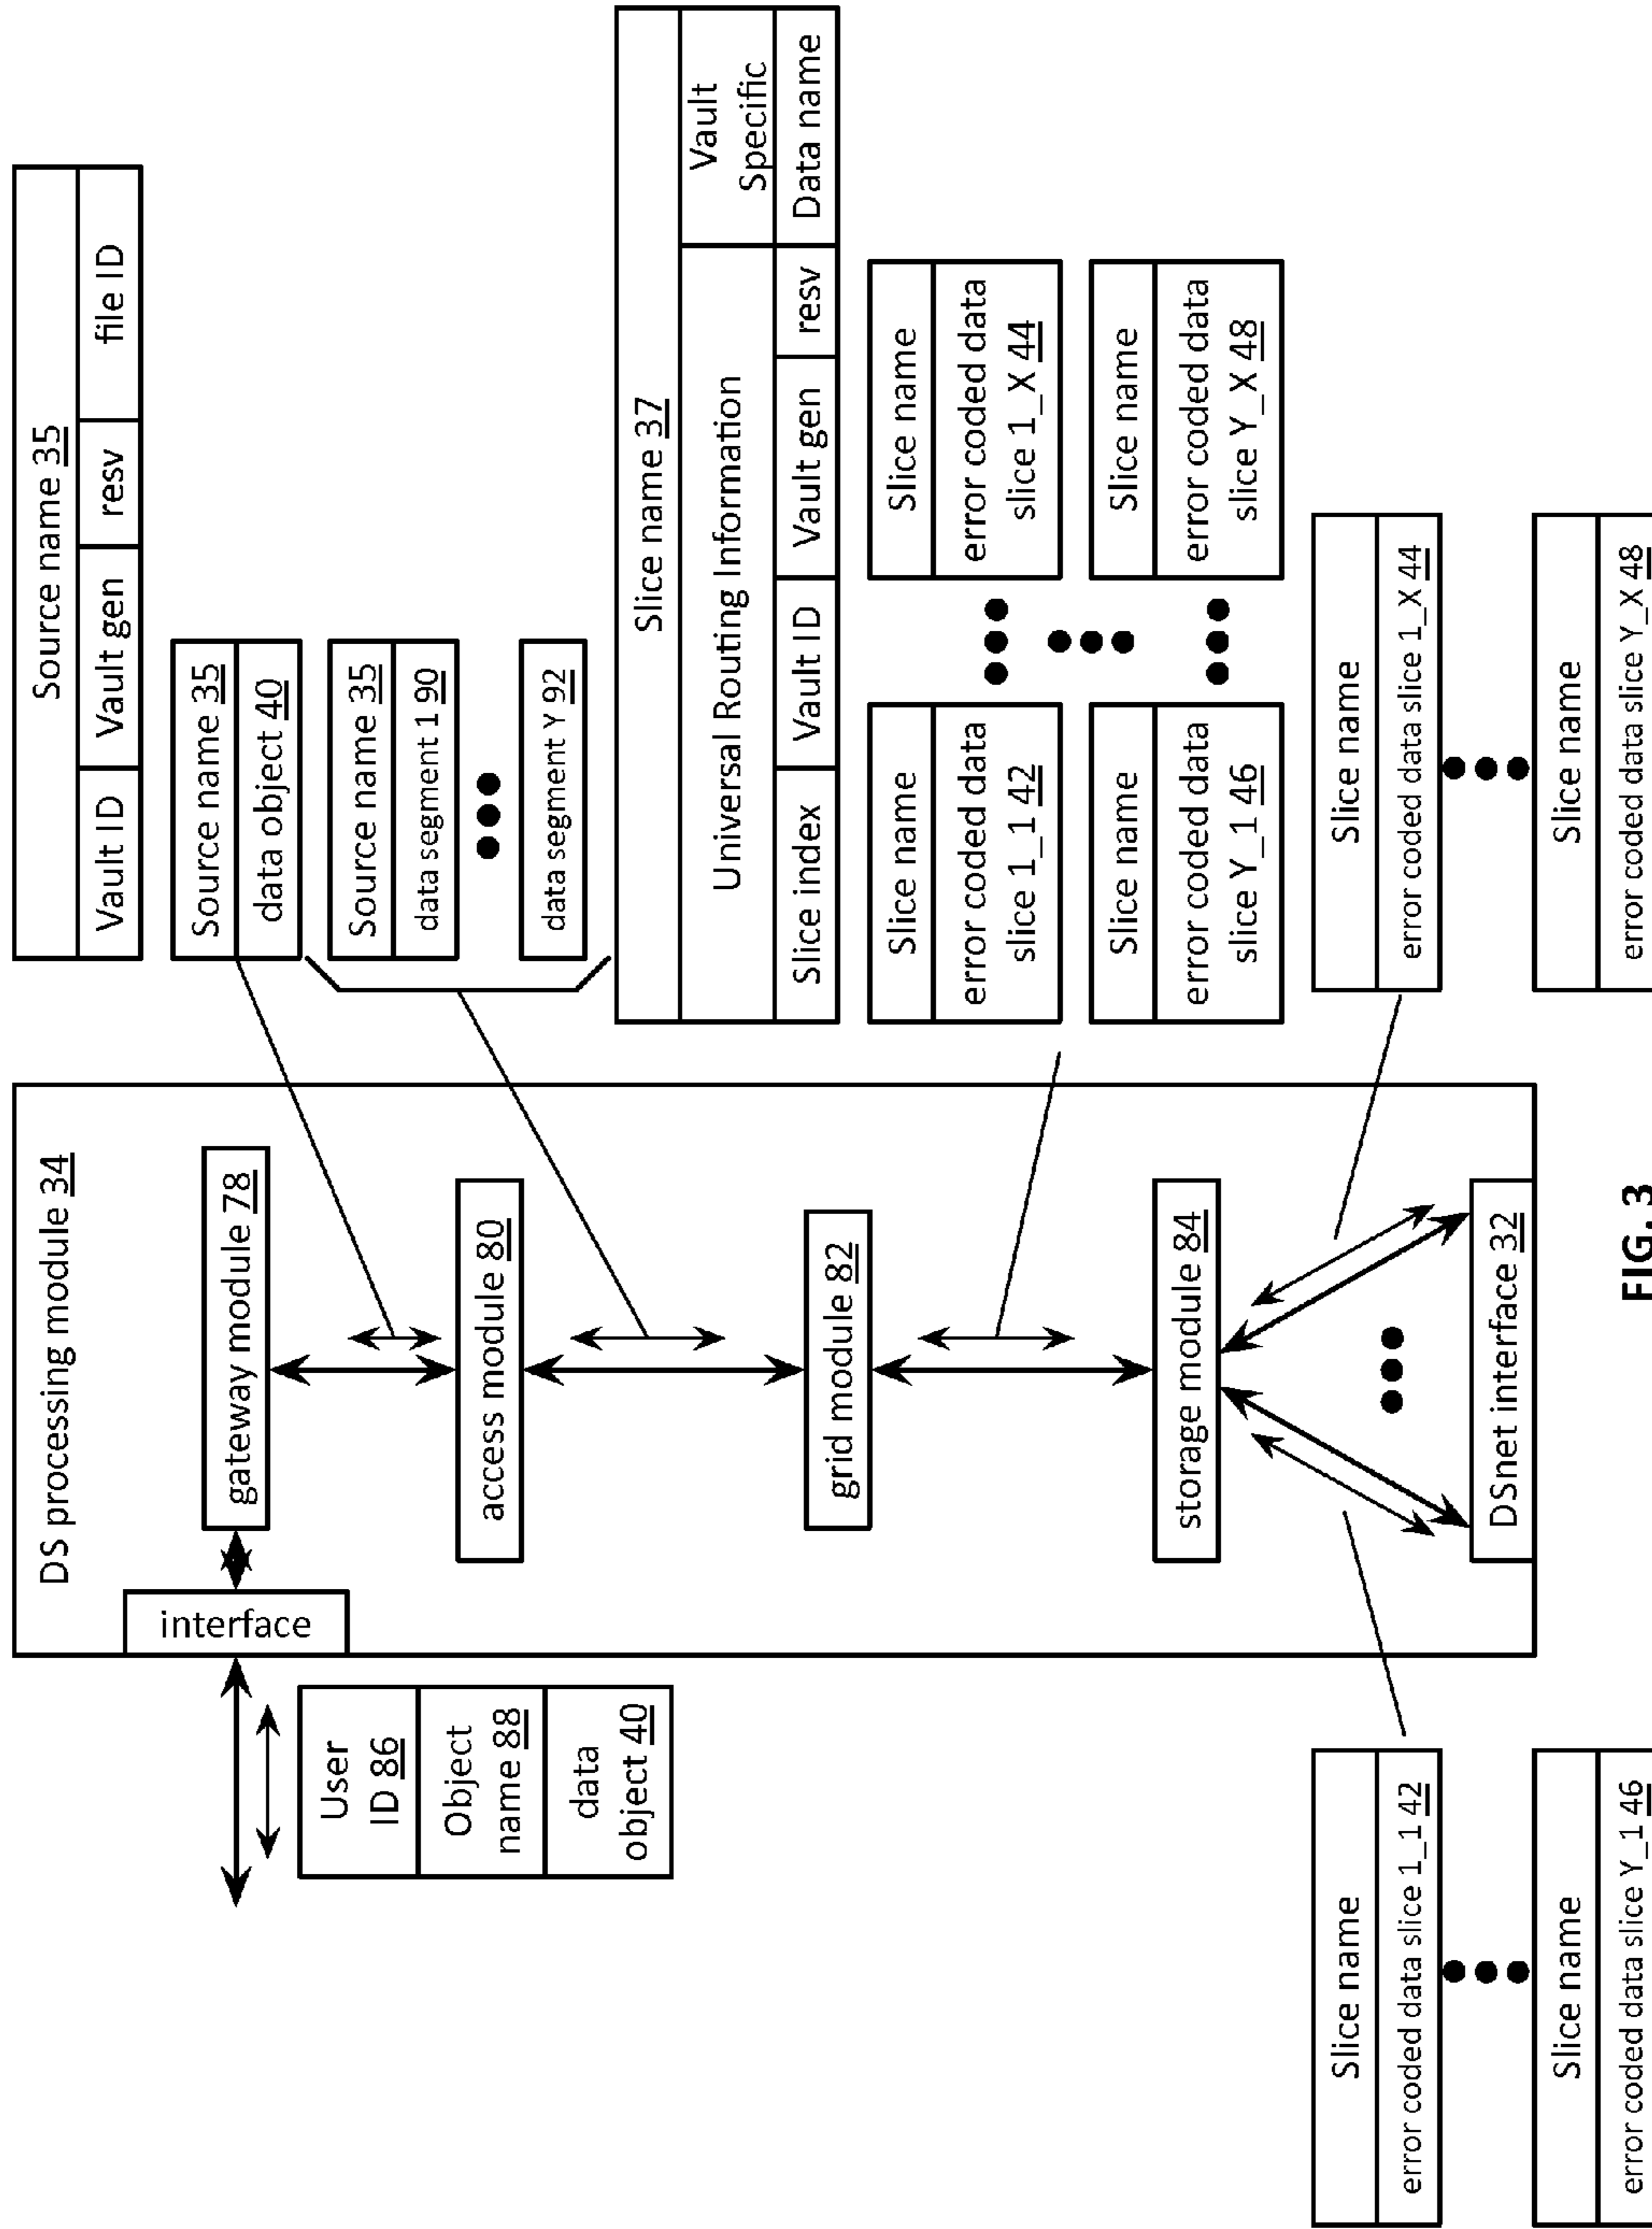 DS processing module 34
interface
gateway module 78
access module 80
grid module 82
storage module 84
DSnet interface 32
User
ID 86
Object
name 88
data
object 40
Source name 35
Vault ID
Vault gen
resv
file ID
Source name 35
data object 40
Source name 35
data segment 1 90
data segment Y 92
Slice name 37
Universal Routing Information
Vault
Specific
Slice index
Vault ID
Vault gen
resv
Data name
Slice name
error coded data
slice 1_1 42
Slice name
error coded data
slice 1_X 44
Slice name
error coded data
slice Y_1 46
Slice name
error coded data
slice Y_X 48
Slice name
error coded data slice 1_1 42
Slice name
error coded data slice Y_1 46
Slice name
error coded data slice 1_X 44
Slice name
error coded data slice Y_X 48
FIG. 3